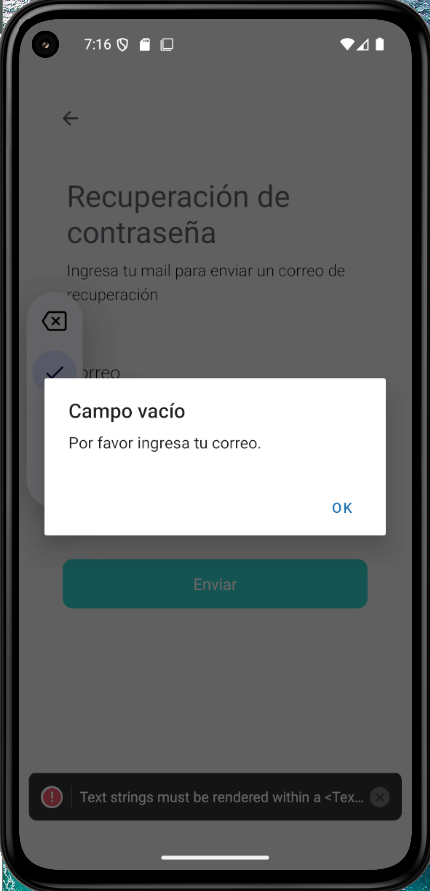 7:16
Recuperación de
contraseña
Ingresa tu mail para enviar un correo de
recuperación
orreo
Campo vacío
Por favor ingresa tu correo.
OK
Enviar
Text strings must be rendered within a <Tex...